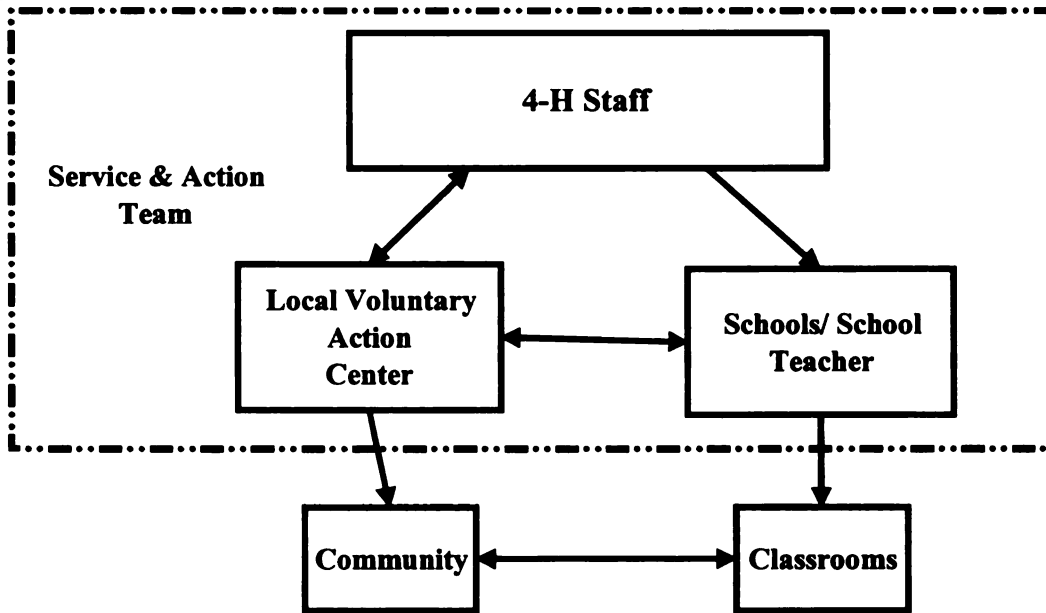 4-H Staff
Service & Action
Team
Local Voluntary
Action
Center
Schools/ School
Teacher
Community
Classrooms